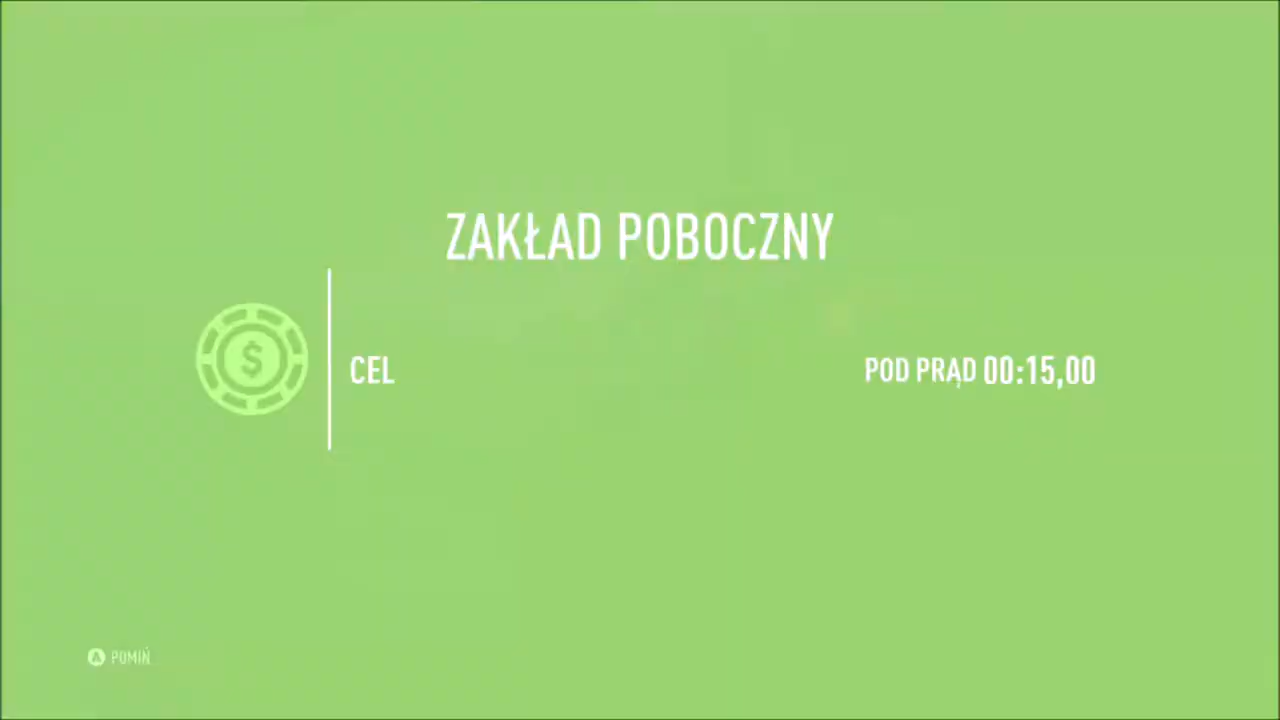 ZAKŁAD POBOCZNY
$
CEL
POD PRĄD 00:15,00
A POMIŃ